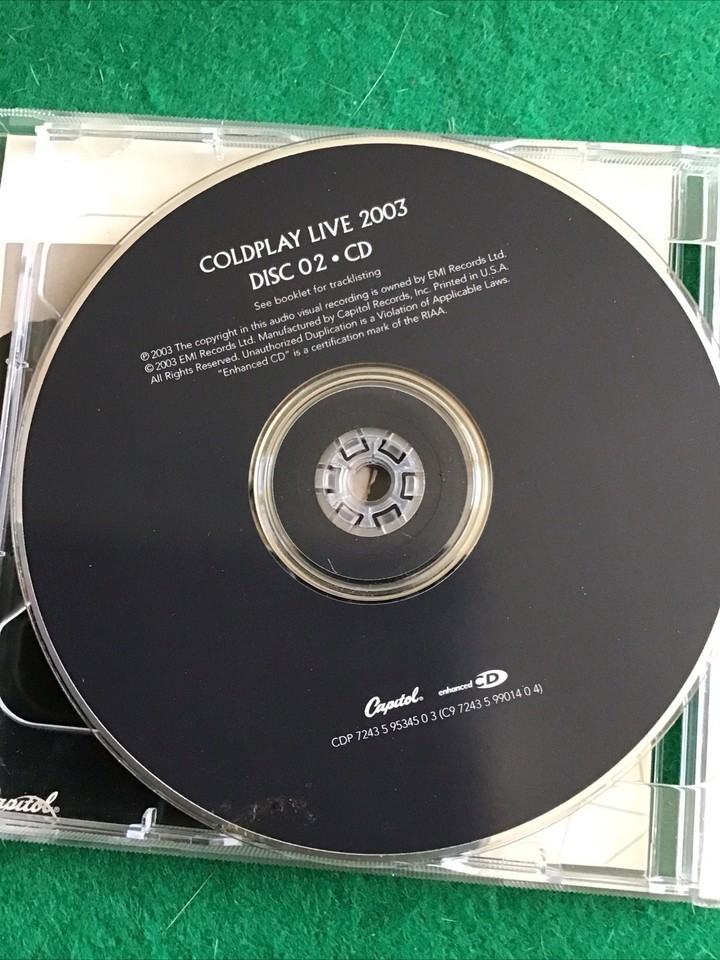 COLDPLAY LIVE 2003
DISC 02 • CD
See booklet for tracklisting
℗ 2003 The copyright in this audio visual recording is owned by EMI Records Ltd.
© 2003 EMI Records Ltd. Manufactured by Capitol Records, Inc. Printed in U.S.A.
All Rights Reserved. Unauthorized Duplication is a Violation of Applicable Laws.
"Enhanced CD" is a certification mark of the RIAA.
Capitol® enhanced CD
CDP 7243 5 95345 0 3 (C9 7243 5 99014 0 4)
apitol®